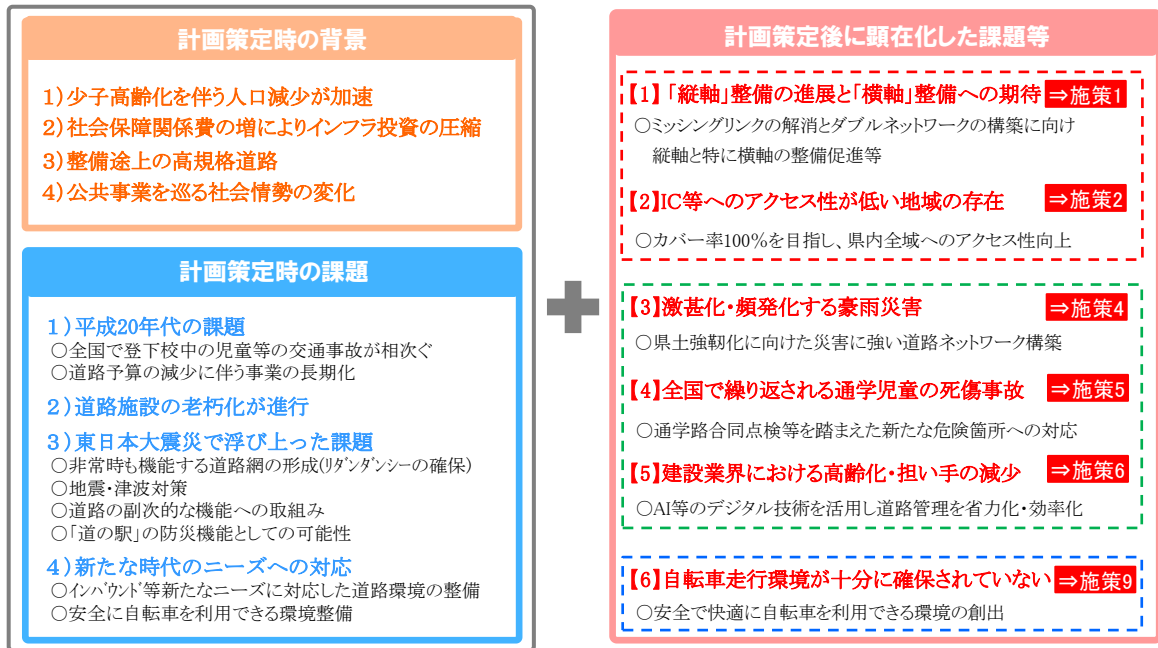 計画策定時の背景
1)少子高齢化を伴う人口減少が加速
2)社会保障関係費の増によりインフラ投資の圧縮
3)整備途上の高規格道路
4)公共事業を巡る社会情勢の変化
計画策定時の課題
1)平成20年代の課題
○全国で登下校中の児童等の交通事故が相次ぐ
○道路予算の減少に伴う事業の長期化
2)道路施設の老朽化が進行
3)東日本大震災で浮び上った課題
○非常時も機能する道路網の形成(リダンダンシーの確保)
○地震・津波対策
○道路の副次的な機能への取組み
○「道の駅」の防災機能としての可能性
4)新たな時代のニーズへの対応
○インバウンド等新たなニーズに対応した道路環境の整備
○安全に自転車を利用できる環境整備
計画策定後に顕在化した課題等
【1】「縦軸」整備の進展と「横軸」整備への期待 ⇒施策1
○ミッシングリンクの解消とダブルネットワークの構築に向け
縦軸と特に横軸の整備促進等
【2】IC等へのアクセス性が低い地域の存在 ⇒施策2
○カバー率100%を目指し、県内全域へのアクセス性向上
【3】激甚化・頻発化する豪雨災害 ⇒施策4
○県土強靭化に向けた災害に強い道路ネットワーク構築
【4】全国で繰り返される通学児童の死傷事故 ⇒施策5
○通学路合同点検等を踏まえた新たな危険箇所への対応
【5】建設業界における高齢化・担い手の減少 ⇒施策6
○AI等のデジタル技術を活用し道路管理を省力化・効率化
【6】自転車走行環境が十分に確保されていない ⇒施策9
○安全で快適に自転車を利用できる環境の創出